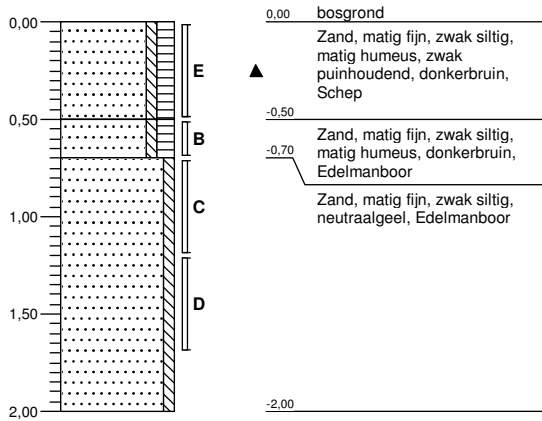 0,00
0,50
1,00
1,50
2,00
E
B
C
D
0,00 bosgrond
Zand, matig fijn, zwak siltig,
matig humeus, zwak
puinhoudend, donkerbruin,
Schep
-0,50
Zand, matig fijn, zwak siltig,
matig humeus, donkerbruin,
Edelmanboor
-0,70
Zand, matig fijn, zwak siltig,
neutraalgeel, Edelmanboor
-2,00